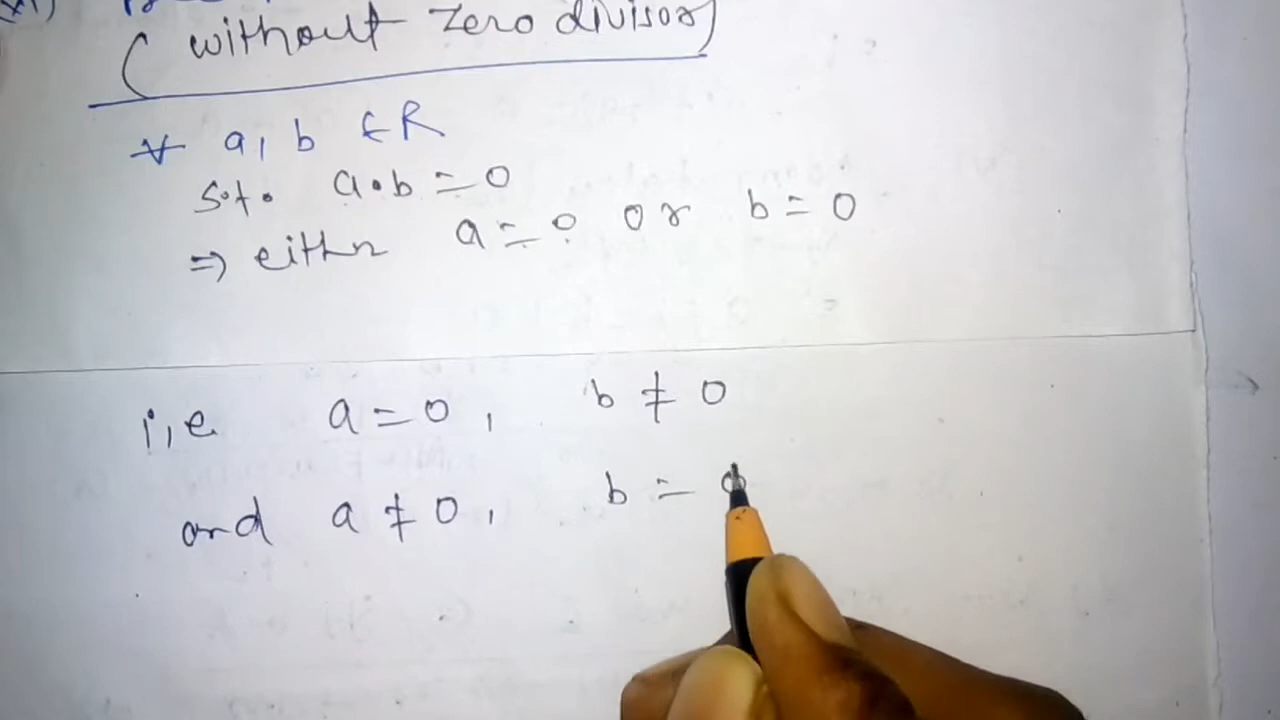 ( without zero divisor)
∀ a, b ∈ R
S.t. a•b = 0
⇒ either a = 0 or b = 0
i,e a = 0, b ≠ 0
and a ≠ 0, b = 0